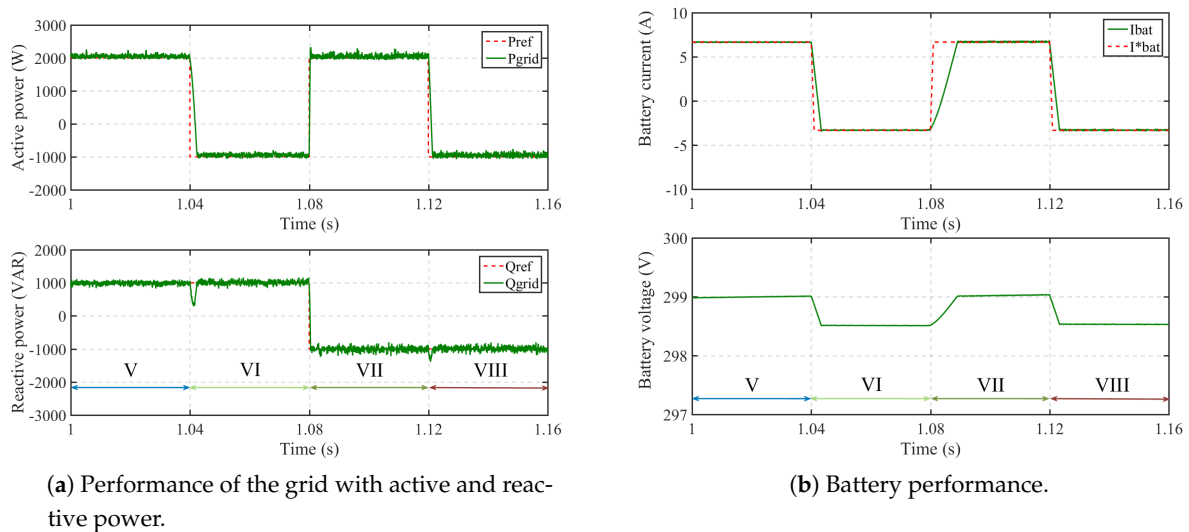 3000
2000
1000
0
-1000
-2000
Active power (W)
Pref
Pgrid
1 1.04 1.08 1.12 1.16
Time (s)
2000
1000
0
-1000
-2000
-3000
Reactive power (VAR)
Qref
Qgrid
V VI VII VIII
1 1.04 1.08 1.12 1.16
Time (s)
(a) Performance of the grid with active and reac-
tive power.
10
5
0
-5
-10
Battery current (A)
Ibat
I*bat
1 1.04 1.08 1.12 1.16
Time (s)
300
299
298
297
Battery voltage (V)
V VI VII VIII
1 1.04 1.08 1.12 1.16
Time (s)
(b) Battery performance.